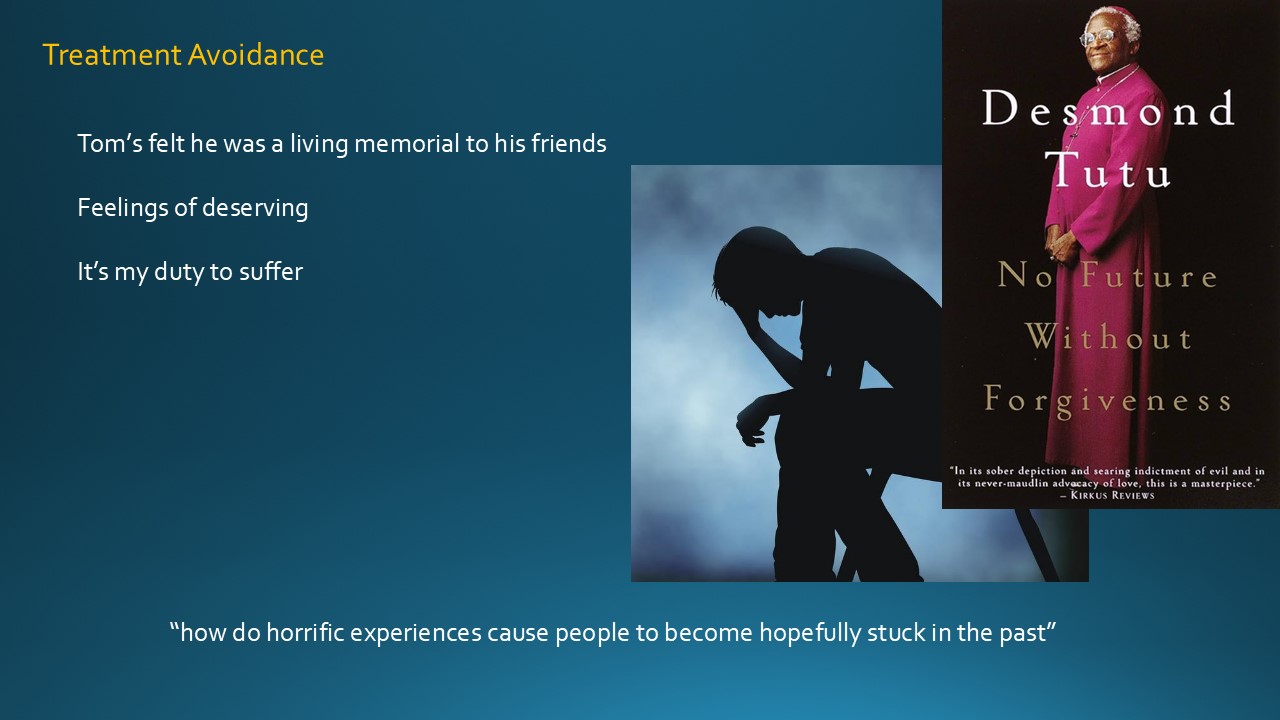 Treatment Avoidance
Tom’s felt he was a living memorial to his friends
Feelings of deserving
It’s my duty to suffer
Desmond
Tutu
No Future
Without
Forgiveness
“In its sober depiction and searing indictment of evil and in
its never-maudlin advocacy of love, this is a masterpiece.”
– Kirkus Reviews
“how do horrific experiences cause people to become hopefully stuck in the past”